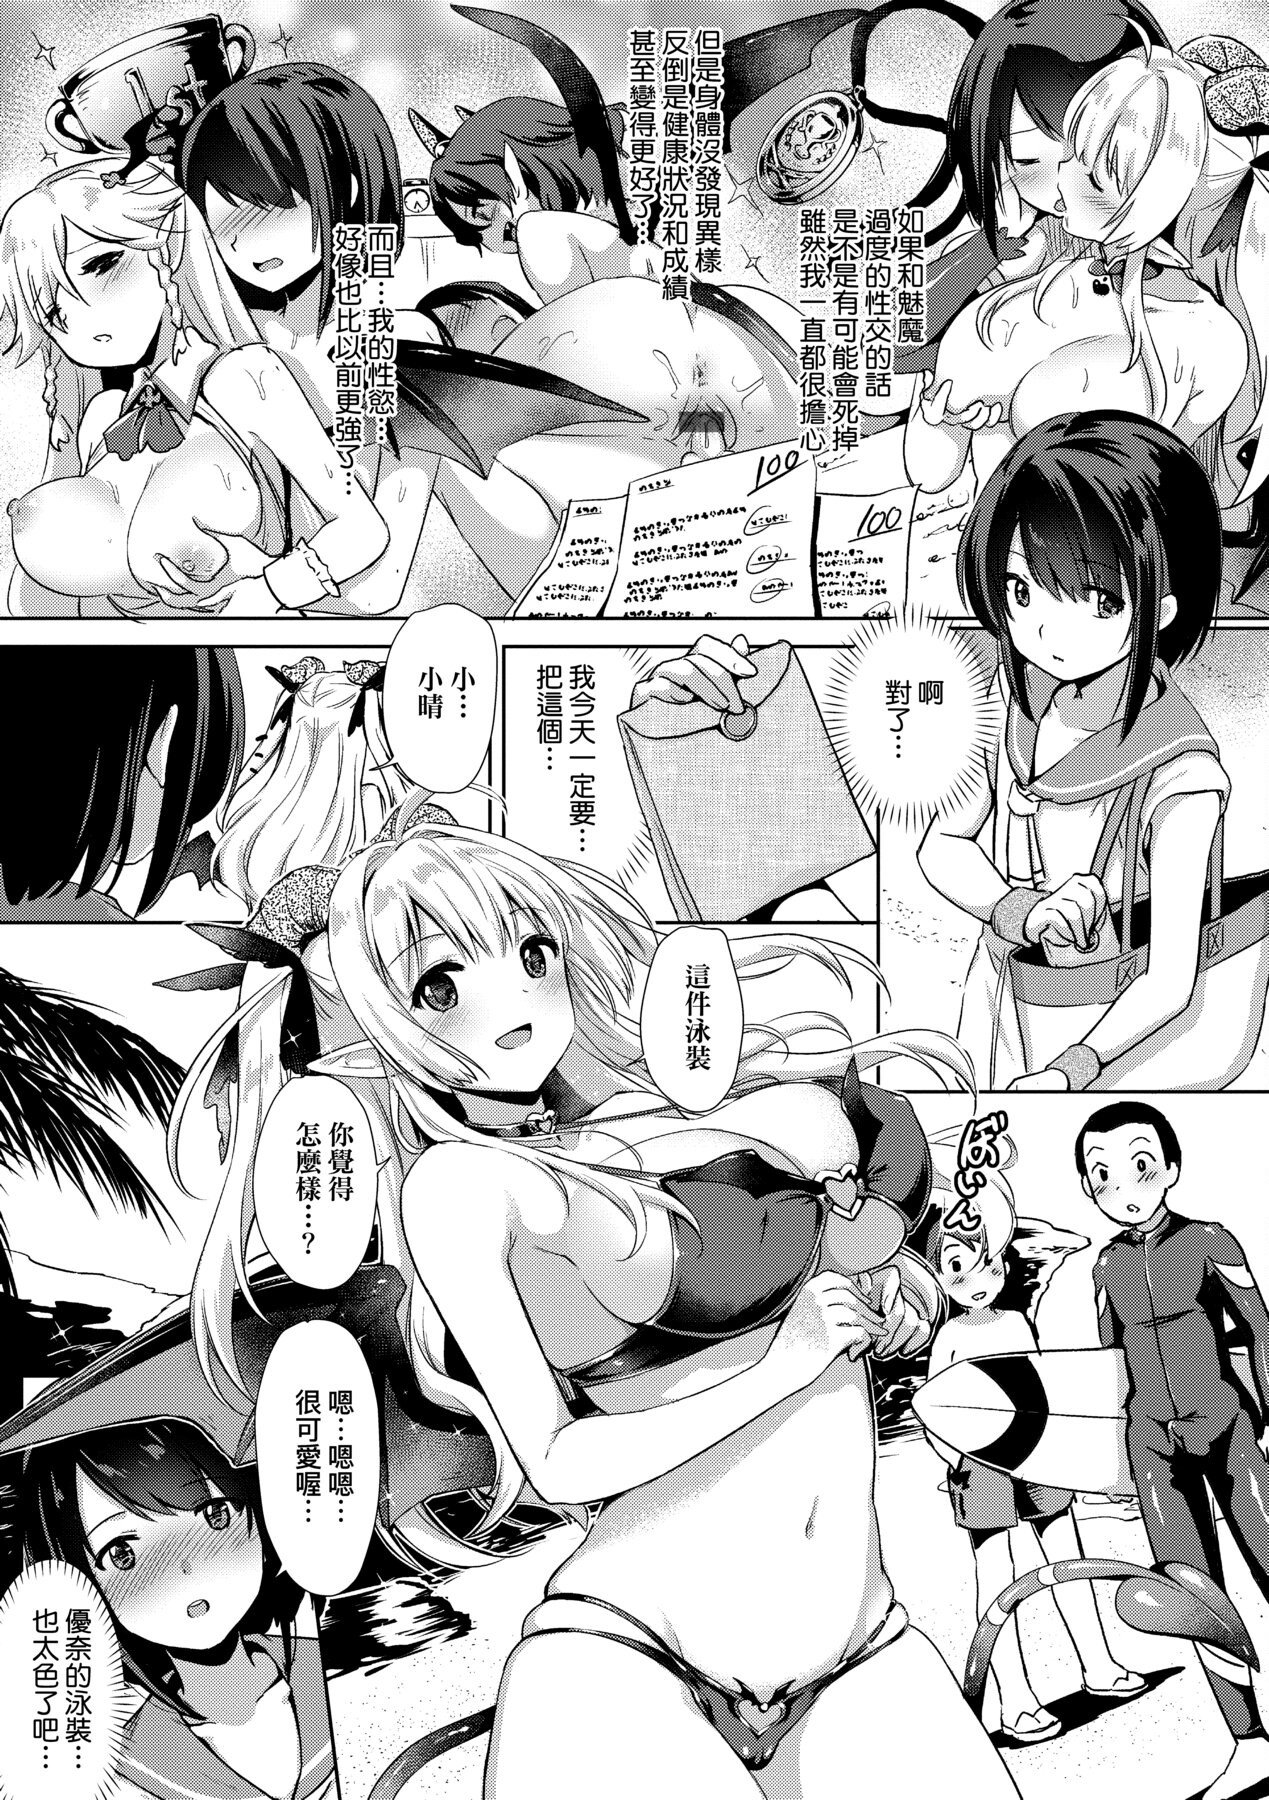 雖然我一直都很擔心
是不是有可能會死掉
過度的性交的話
如果和魅魔
但是身體沒發現異樣
反倒是健康狀況和成績
甚至變得更好了…
而且…我的性慾…
好像也比以前更強了…
1st
100
100
啊
對了…
我今天一定要…
把這個…
小…
小晴
這件泳裝
你覺得
怎麼樣…？
ばいん
嗯…嗯嗯…
很可愛喔…
優奈的泳裝…
也太色了吧…